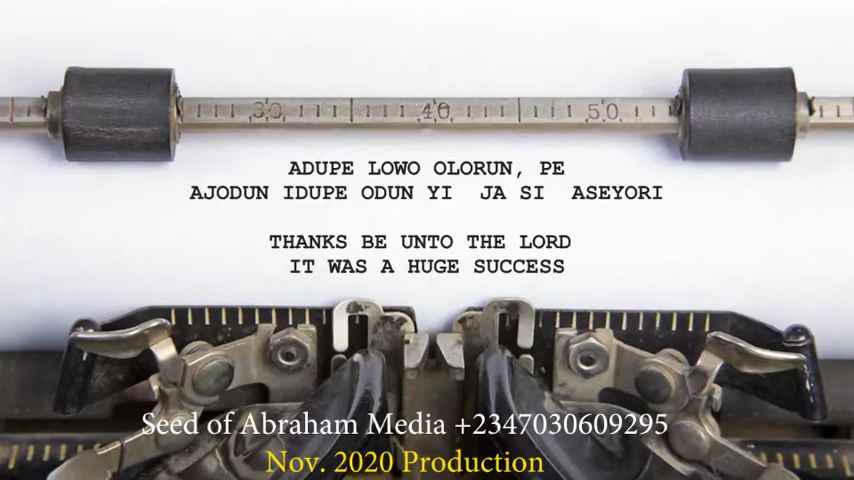 30 40 50
ADUPE LOWO OLORUN, PE
AJODUN IDUPE ODUN YI JA SI ASEYORI
THANKS BE UNTO THE LORD
IT WAS A HUGE SUCCESS
Seed of Abraham Media +2347030609295
Nov. 2020 Production